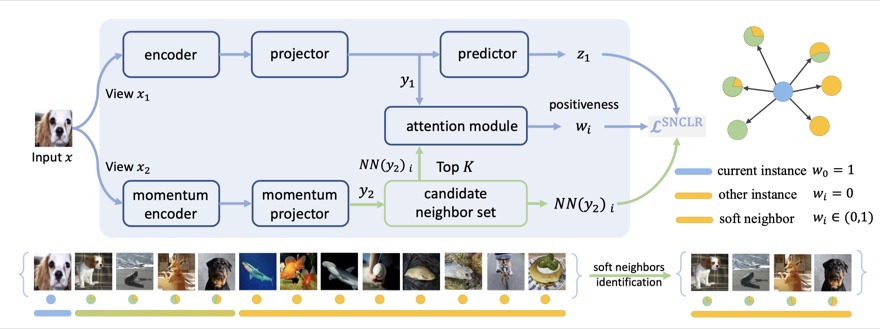 encoder
projector
predictor
z₁
View x₁
y₁
positiveness
attention module
wᵢ
ℒ^SNCLR
Input x
View x₂
NN(y₂) ᵢ
Top K
momentum
encoder
momentum
projector
y₂
candidate
neighbor set
NN(y₂) ᵢ
current instance w₀ = 1
other instance wᵢ = 0
soft neighbor wᵢ ∈ (0,1)
{
}
soft neighbors
identification
{
}